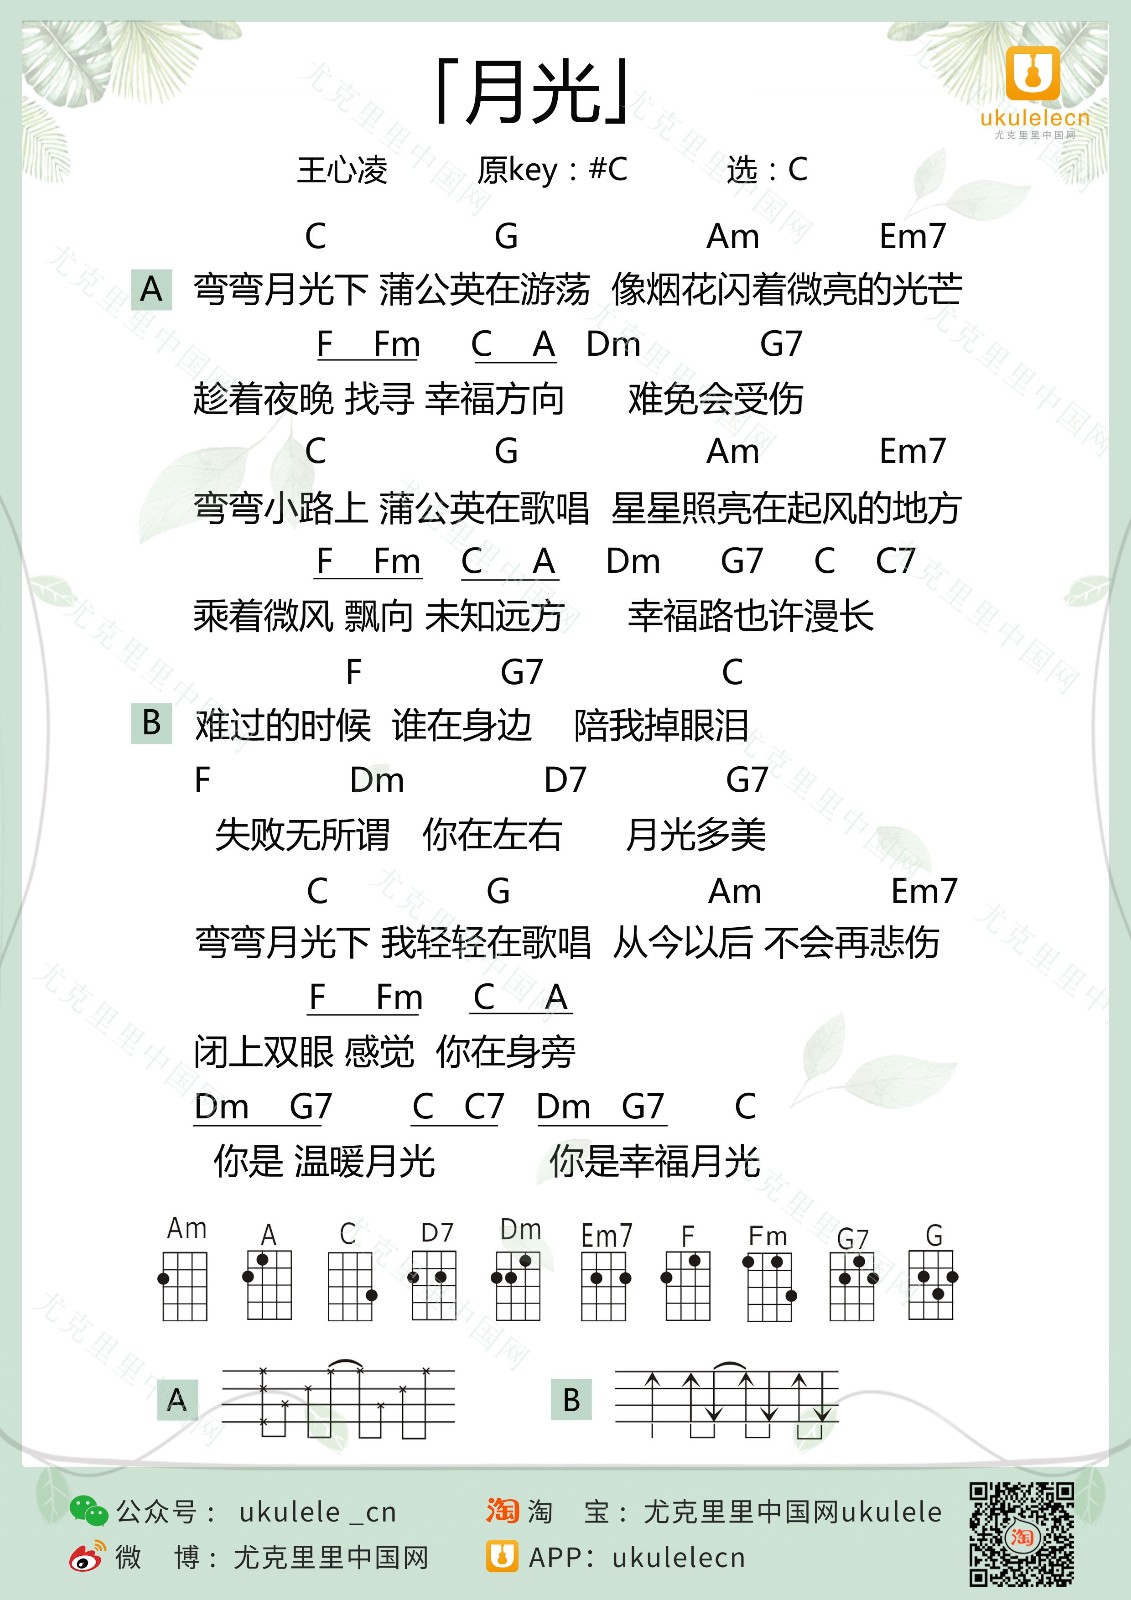 「月光」
ukulelecn
尤克里里中国网
王心凌 原key：#C 选：C
C G Am Em7
A 弯弯月光下 蒲公英在游荡 像烟花闪着微亮的光芒
F Fm C A Dm G7
趁着夜晚 找寻 幸福方向 难免会受伤
C G Am Em7
弯弯小路上 蒲公英在歌唱 星星照亮在起风的地方
F Fm C A Dm G7 C C7
乘着微风 飘向 未知远方 幸福路也许漫长
F G7 C
B 难过的时候 谁在身边 陪我掉眼泪
F Dm D7 G7
失败无所谓 你在左右 月光多美
C G Am Em7
弯弯月光下 我轻轻在歌唱 从今以后 不会再悲伤
F Fm C A
闭上双眼 感觉 你在身旁
Dm G7 C C7 Dm G7 C
你是 温暖月光 你是幸福月光
Am A C D7 Dm Em7 F Fm G7 G
A B
公众号： ukulele _cn 淘 淘 宝：尤克里里中国网ukulele
微 博：尤克里里中国网 APP：ukulelecn
淘